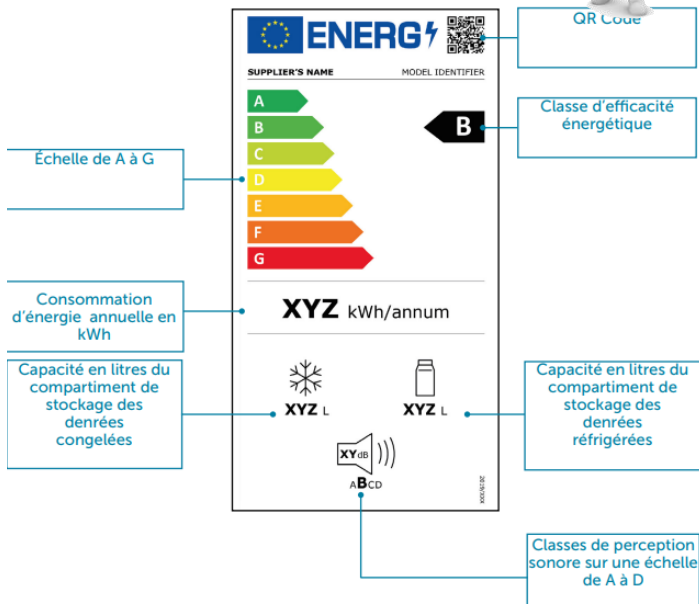 ENERG
QR Code
SUPPLIER'S NAME MODEL IDENTIFIER
A
B
C
D
E
F
G
B
Classe d'efficacité
énergétique
Échelle de A à G
XYZ kWh/annum
Consommation
d'énergie annuelle en
kWh
Capacité en litres du
compartiment de
stockage des
denrées
congelées
XYZ L
XYZ L
Capacité en litres du
compartiment de
stockage des
denrées
réfrigérées
XY dB
ABCD
2019/XXX
Classes de perception
sonore sur une échelle
de A à D